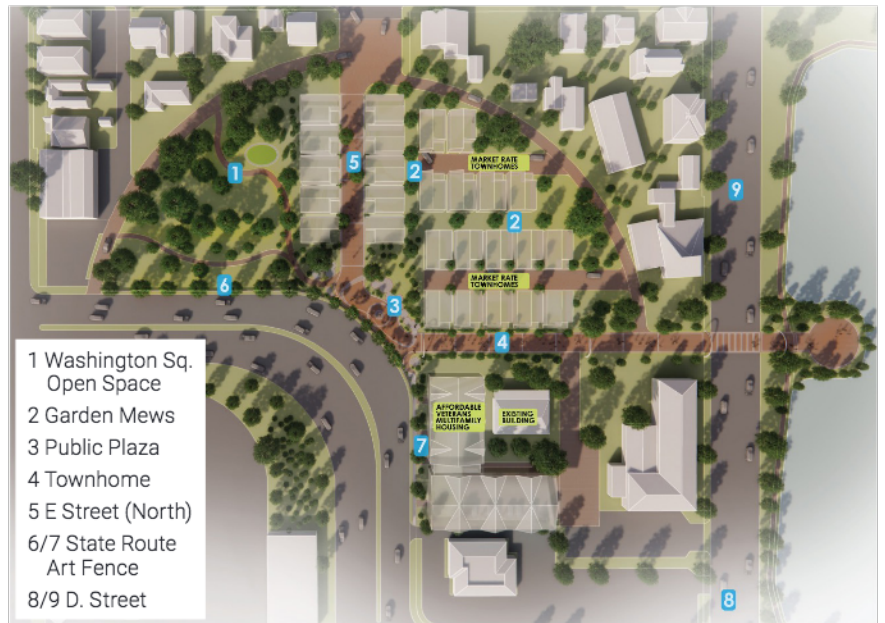 1
5
2
MARKET RATE
TOWNHOMES
9
2
6
3
MARKET RATE
TOWNHOMES
4
1 Washington Sq.
Open Space
2 Garden Mews
3 Public Plaza
4 Townhome
5 E Street (North)
6/7 State Route
Art Fence
8/9 D. Street
AFFORDABLE
VETERANS
MULTIFAMILY
HOUSING
EXISTING
BUILDING
7
8